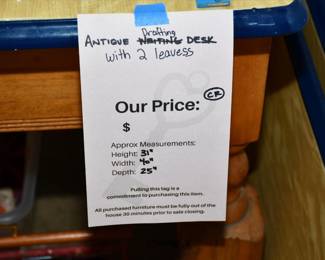 Drafting
ANTIQUE WRITING DESK
with 2 leavess
Our Price:
CR
$
Approx Measurements:
Height: 31"
Width: 40"
Depth: 25"
Pulling this tag is a
commitment to purchasing this item.
All purchased furniture must be fully out of the
house 30 minutes prior to sale closing.